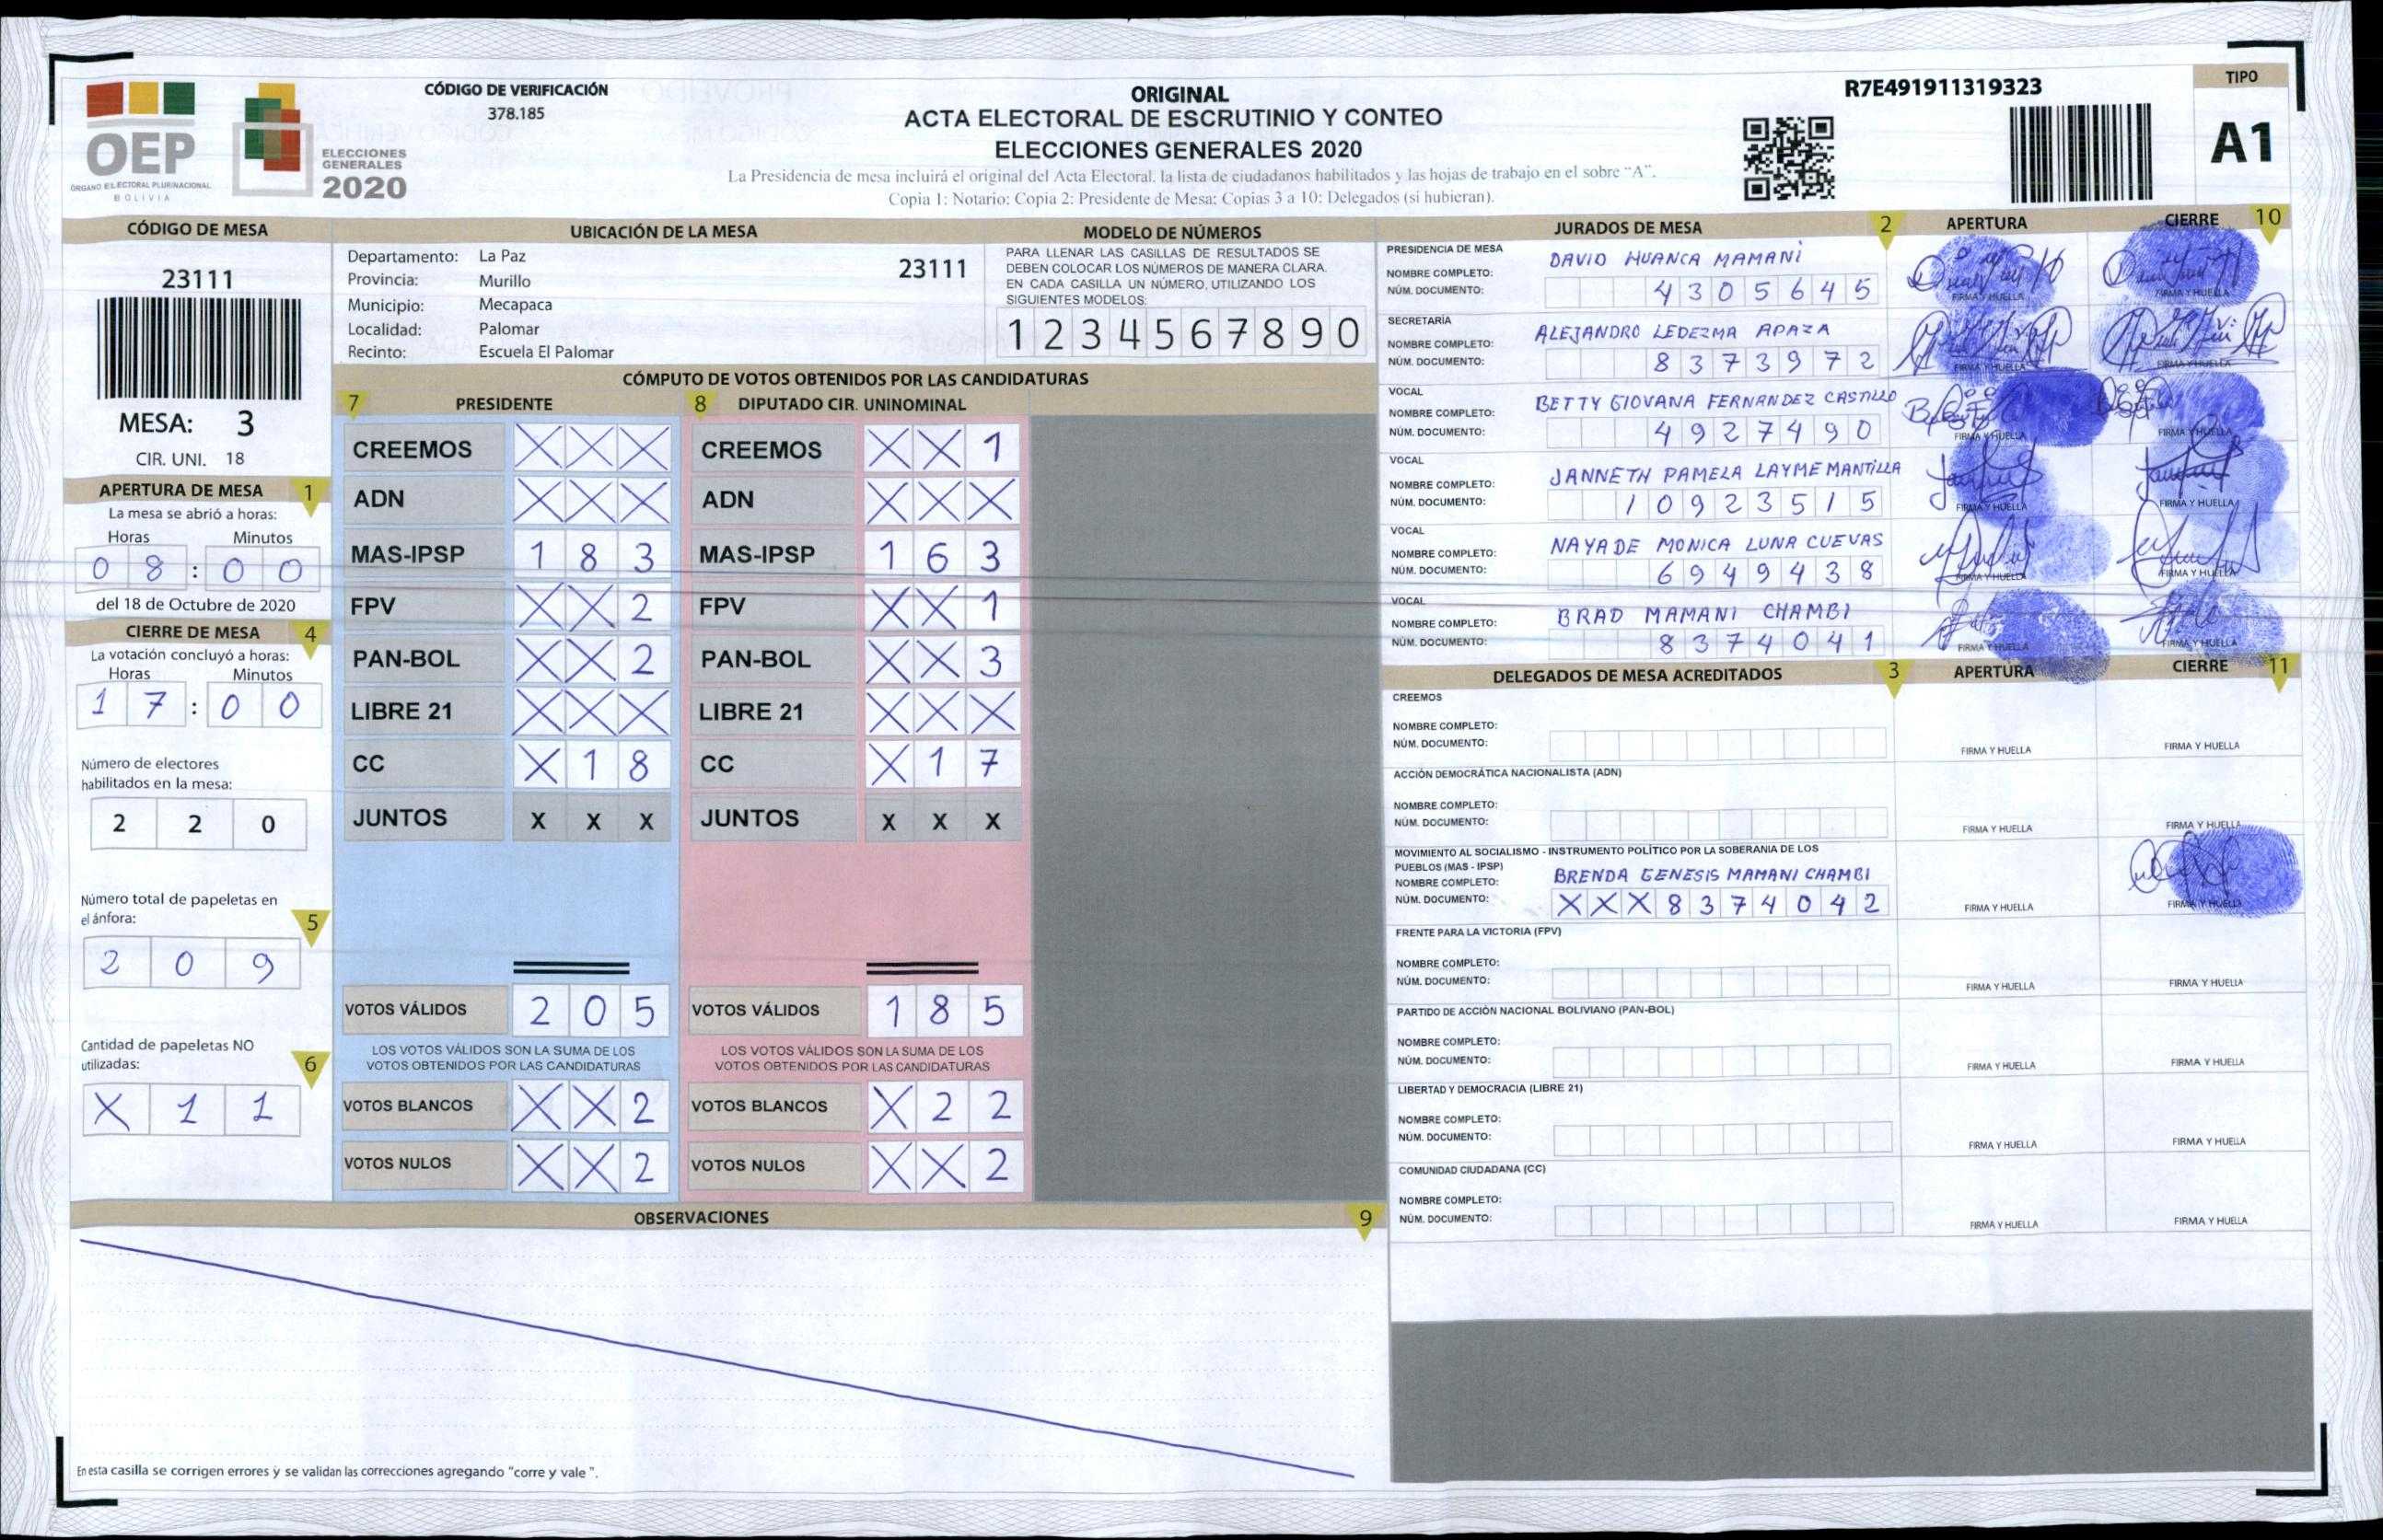 OEP
ÓRGANO ELECTORAL PLURINACIONAL
BOLIVIA
ELECCIONES
GENERALES
2020
CÓDIGO DE VERIFICACIÓN
378.185
ORIGINAL
ACTA ELECTORAL DE ESCRUTINIO Y CONTEO
ELECCIONES GENERALES 2020
La Presidencia de mesa incluirá el original del Acta Electoral, la lista de ciudadanos habilitados y las hojas de trabajo en el sobre "A".
Copia 1: Notario; Copia 2: Presidente de Mesa; Copias 3 a 10: Delegados (si hubieran).
R7E491911319323
TIPO
A1
CÓDIGO DE MESA
23111
MESA: 3
CIR. UNI. 18
APERTURA DE MESA 1
La mesa se abrió a horas:
Horas Minutos
0 8 : 0 0
del 18 de Octubre de 2020
CIERRE DE MESA 4
La votación concluyó a horas:
Horas Minutos
1 7 : 0 0
Número de electores
habilitados en la mesa:
2 2 0
Número total de papeletas en
el ánfora: 5
2 0 9
Cantidad de papeletas NO
utilizadas: 6
X 1 1
UBICACIÓN DE LA MESA
Departamento: La Paz
Provincia: Murillo
Municipio: Mecapaca
Localidad: Palomar
Recinto: Escuela El Palomar
23111
MODELO DE NÚMEROS
PARA LLENAR LAS CASILLAS DE RESULTADOS SE
DEBEN COLOCAR LOS NÚMEROS DE MANERA CLARA.
EN CADA CASILLA UN NÚMERO, UTILIZANDO LOS
SIGUIENTES MODELOS:
1 2 3 4 5 6 7 8 9 0
CÓMPUTO DE VOTOS OBTENIDOS POR LAS CANDIDATURAS
7 PRESIDENTE 8 DIPUTADO CIR. UNINOMINAL
CREEMOS X X X CREEMOS X X 1
ADN X X X ADN X X X
MAS-IPSP 1 8 3 MAS-IPSP 1 6 3
FPV X X 2 FPV X X 1
PAN-BOL X X 2 PAN-BOL X X 3
LIBRE 21 X X X LIBRE 21 X X X
CC X 1 8 CC X 1 7
JUNTOS X X X JUNTOS X X X
VOTOS VÁLIDOS 2 0 5 VOTOS VÁLIDOS 1 8 5
LOS VOTOS VÁLIDOS SON LA SUMA DE LOS LOS VOTOS VÁLIDOS SON LA SUMA DE LOS
VOTOS OBTENIDOS POR LAS CANDIDATURAS VOTOS OBTENIDOS POR LAS CANDIDATURAS
VOTOS BLANCOS X X 2 VOTOS BLANCOS X 2 2
VOTOS NULOS X X 2 VOTOS NULOS X X 2
OBSERVACIONES 9
En esta casilla se corrigen errores y se validan las correcciones agregando "corre y vale".
JURADOS DE MESA 2 APERTURA CIERRE 10
PRESIDENCIA DE MESA
NOMBRE COMPLETO: DAVID HUANCA MAMANI
NÚM. DOCUMENTO: 4 3 0 5 6 4 5
FIRMA Y HUELLA FIRMA Y HUELLA
SECRETARÍA
NOMBRE COMPLETO: ALEJANDRO LEDEZMA APAZA
NÚM. DOCUMENTO: 8 3 7 3 9 7 2
FIRMA Y HUELLA FIRMA Y HUELLA
VOCAL
NOMBRE COMPLETO: BETTY GIOVANA FERNANDEZ CASTILLO
NÚM. DOCUMENTO: 4 9 2 7 4 9 0
FIRMA Y HUELLA FIRMA Y HUELLA
VOCAL
NOMBRE COMPLETO: JANNETH PAMELA LAYME MANTILLA
NÚM. DOCUMENTO: 1 0 9 2 3 5 1 5
FIRMA Y HUELLA FIRMA Y HUELLA
VOCAL
NOMBRE COMPLETO: NAYADE MONICA LUNA CUEVAS
NÚM. DOCUMENTO: 6 9 4 9 4 3 8
FIRMA Y HUELLA FIRMA Y HUELLA
VOCAL
NOMBRE COMPLETO: BRAD MAMANI CHAMBI
NÚM. DOCUMENTO: 8 3 7 4 0 4 1
FIRMA Y HUELLA FIRMA Y HUELLA
DELEGADOS DE MESA ACREDITADOS 3 APERTURA CIERRE 11
CREEMOS
NOMBRE COMPLETO:
NÚM. DOCUMENTO:
FIRMA Y HUELLA FIRMA Y HUELLA
ACCIÓN DEMOCRÁTICA NACIONALISTA (ADN)
NOMBRE COMPLETO:
NÚM. DOCUMENTO:
FIRMA Y HUELLA FIRMA Y HUELLA
MOVIMIENTO AL SOCIALISMO - INSTRUMENTO POLÍTICO POR LA SOBERANIA DE LOS
PUEBLOS (MAS - IPSP)
NOMBRE COMPLETO: BRENDA GENESIS MAMANI CHAMBI
NÚM. DOCUMENTO: X X X 8 3 7 4 0 4 2
FIRMA Y HUELLA FIRMA Y HUELLA
FRENTE PARA LA VICTORIA (FPV)
NOMBRE COMPLETO:
NÚM. DOCUMENTO:
FIRMA Y HUELLA FIRMA Y HUELLA
PARTIDO DE ACCIÓN NACIONAL BOLIVIANO (PAN-BOL)
NOMBRE COMPLETO:
NÚM. DOCUMENTO:
FIRMA Y HUELLA FIRMA Y HUELLA
LIBERTAD Y DEMOCRACIA (LIBRE 21)
NOMBRE COMPLETO:
NÚM. DOCUMENTO:
FIRMA Y HUELLA FIRMA Y HUELLA
COMUNIDAD CIUDADANA (CC)
NOMBRE COMPLETO:
NÚM. DOCUMENTO:
FIRMA Y HUELLA FIRMA Y HUELLA